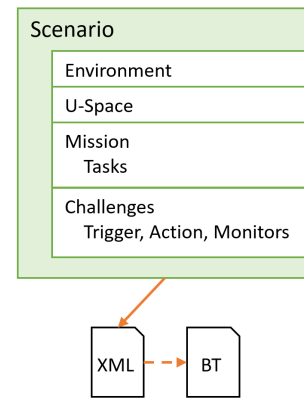 Scenario
Environment
U-Space
Mission
Tasks
Challenges
Trigger, Action, Monitors
XML
BT